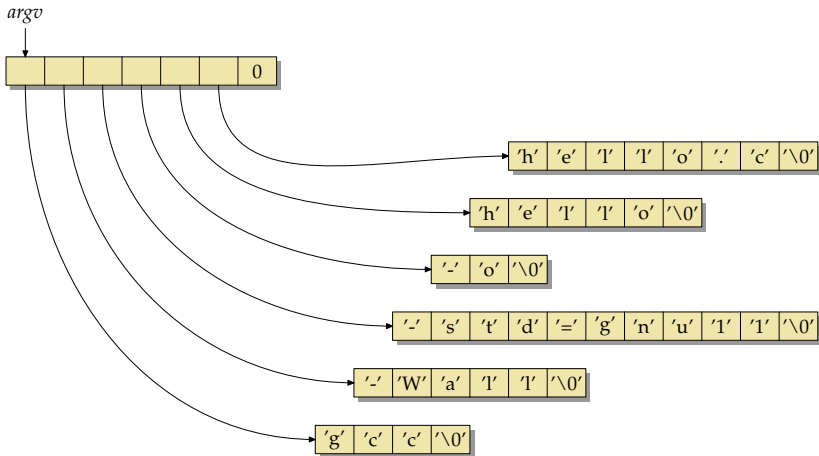 argv
0
'h' 'e' 'l' 'l' 'o' '.' 'c' '\0'
'h' 'e' 'l' 'l' 'o' '\0'
'-' 'o' '\0'
'-' 's' 't' 'd' '=' 'g' 'n' 'u' '1' '1' '\0'
'-' 'W' 'a' 'l' 'l' '\0'
'g' 'c' 'c' '\0'